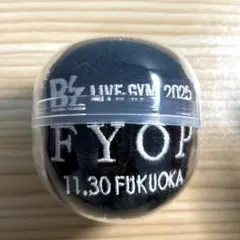 B'z LIVE-GYM 2025
FYOP
11.30 FUKUOKA